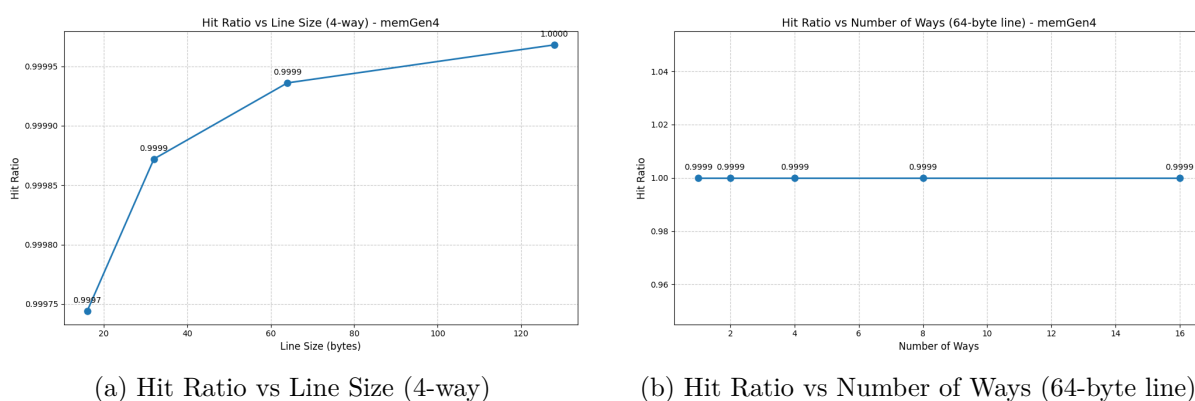 Hit Ratio vs Line Size (4-way) - memGen4
1.0000
0.9999
0.9999
0.9997
0.99995
0.99990
0.99985
0.99980
0.99975
Hit Ratio
20 40 60 80 100 120
Line Size (bytes)
(a) Hit Ratio vs Line Size (4-way)
Hit Ratio vs Number of Ways (64-byte line) - memGen4
1.04
1.02
1.00
0.98
0.96
0.9999 0.9999 0.9999 0.9999 0.9999
Hit Ratio
2 4 6 8 10 12 14 16
Number of Ways
(b) Hit Ratio vs Number of Ways (64-byte line)